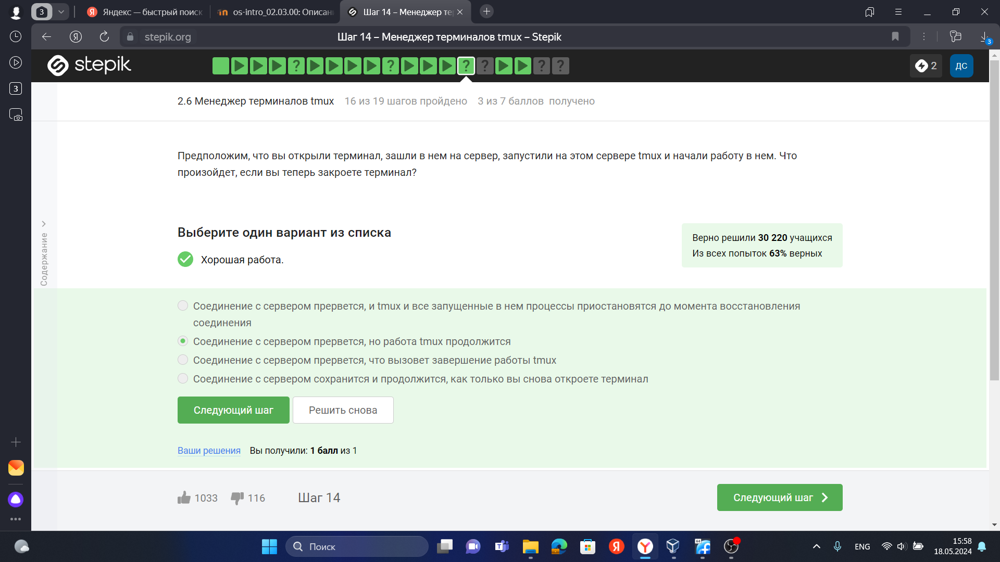 3
Яндекс — быстрый поиск
os-intro_02.03.00: Описан
Шаг 14 – Менеджер те
stepik.org
Шаг 14 – Менеджер терминалов tmux – Stepik
3
3
stepik
? ? ? ? ? ?
2
ДС
2.6 Менеджер терминалов tmux 16 из 19 шагов пройдено 3 из 7 баллов получено
Содержание
Предположим, что вы открыли терминал, зашли в нем на сервер, запустили на этом сервере tmux и начали работу в нем. Что
произойдет, если вы теперь закроете терминал?
Выберите один вариант из списка
Хорошая работа.
Верно решили 30 220 учащихся
Из всех попыток 63% верных
Соединение с сервером прервется, и tmux и все запущенные в нем процессы приостановятся до момента восстановления
соединения
Соединение с сервером прервется, но работа tmux продолжится
Соединение с сервером прервется, что вызовет завершение работы tmux
Соединение с сервером сохранится и продолжится, как только вы снова откроете терминал
Следующий шаг
Решить снова
Ваши решения Вы получили: 1 балл из 1
1033
116
Шаг 14
Следующий шаг
Поиск
64
ENG
15:58
18.05.2024